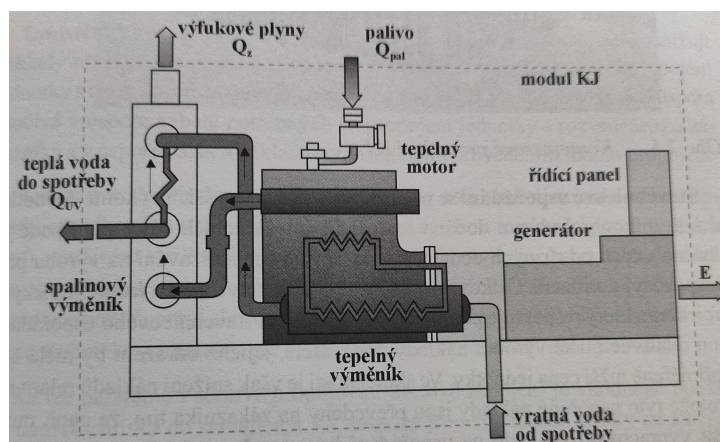 výfukové plyny
Qz
palivo
Qpal
modul KJ
tepelný
motor
teplá voda
do spotřeby
QUV
řídící panel
generátor
E
spalinový
výměník
tepelný
výměník
vratná voda
od spotřeby